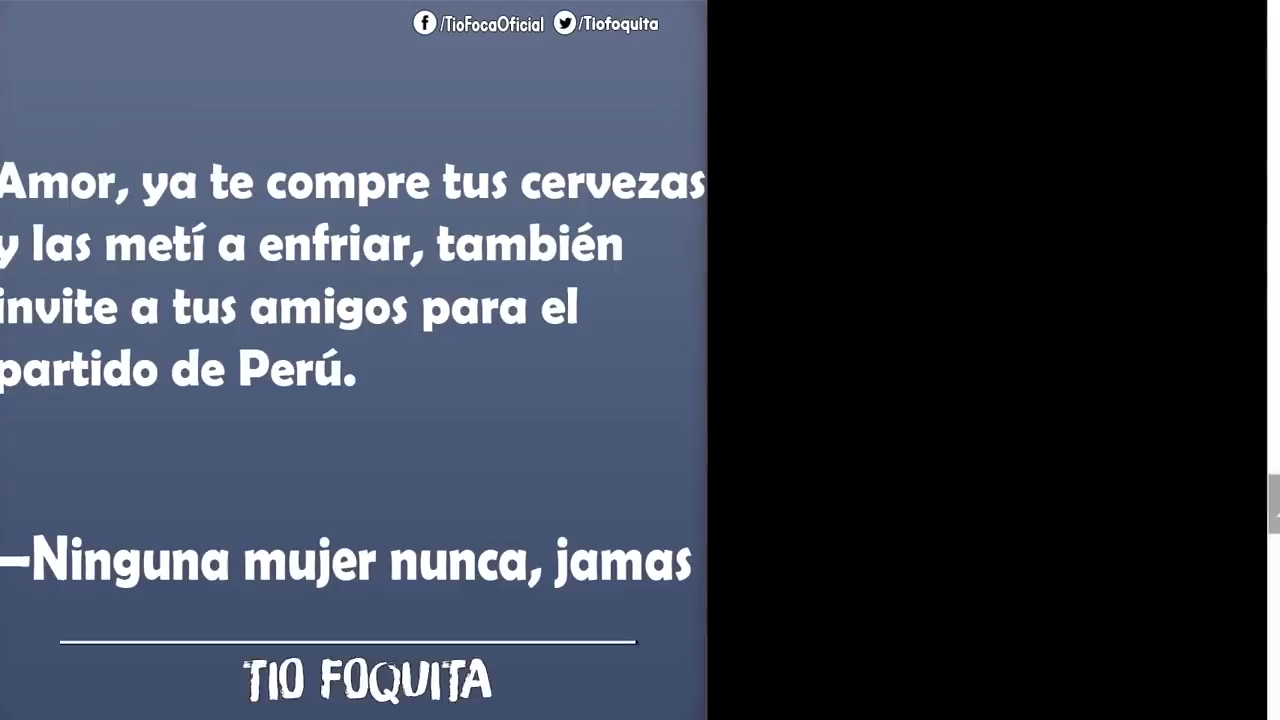 /TioFocaOficial /Tiofoquita
Amor, ya te compre tus cervezas
y las metí a enfriar, también
invite a tus amigos para el
partido de Perú.
—Ninguna mujer nunca, jamas
TIO FOQUITA